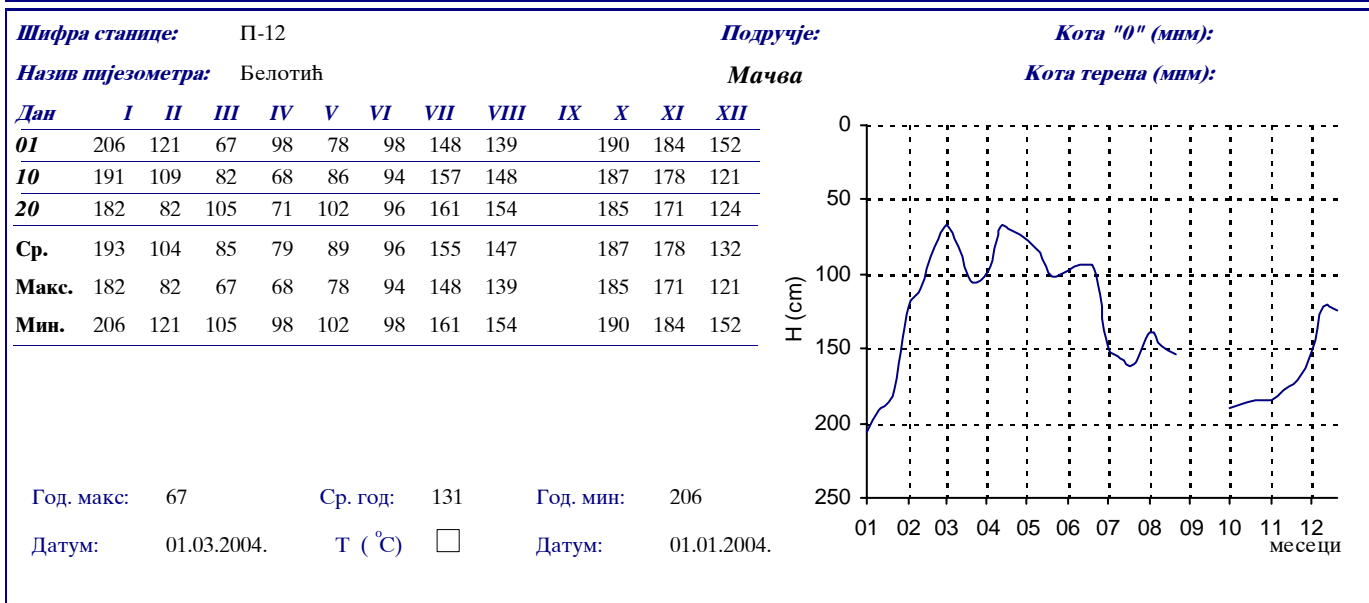 Шифра станице: П-12 Подручје: Кота "0" (мнм):
Назив пијезометра: Белотић Мачва Кота терена (мнм):
Дан I II III IV V VI VII VIII IX X XI XII
01 206 121 67 98 78 98 148 139 190 184 152
10 191 109 82 68 86 94 157 148 187 178 121
20 182 82 105 71 102 96 161 154 185 171 124
Ср. 193 104 85 79 89 96 155 147 187 178 132
Макс. 182 82 67 68 78 94 148 139 185 171 121
Мин. 206 121 105 98 102 98 161 154 190 184 152
Год. макс: 67 Ср. год: 131 Год. мин: 206
Датум: 01.03.2004. T ( °C) Датум: 01.01.2004.
H (cm)
0
50
100
150
200
250
01 02 03 04 05 06 07 08 09 10 11 12
месеци